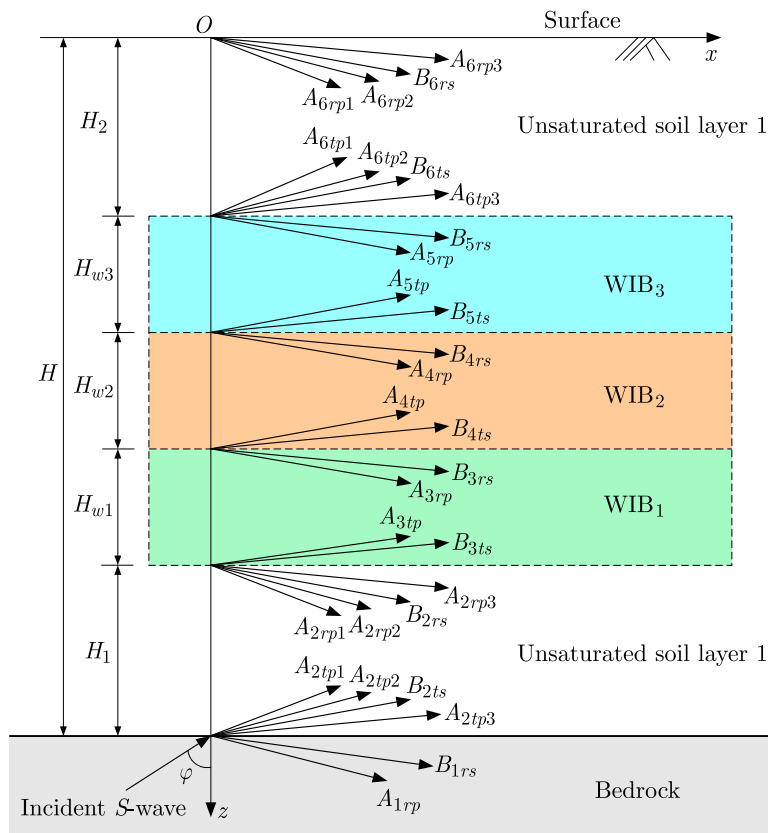 Surface
O
x
A6rp3
B6rs
A6rp2
A6rp1
H2
Unsaturated soil layer 1
A6tp1
A6tp2
B6ts
A6tp3
B5rs
A5rp
Hw3
WIB3
A5tp
B5ts
B4rs
A4rp
H
Hw2
WIB2
A4tp
B4ts
B3rs
A3rp
Hw1
WIB1
A3tp
B3ts
A2rp3
B2rs
A2rp1
A2rp2
H1
Unsaturated soil layer 1
A2tp1
A2tp2
B2ts
A2tp3
φ
B1rs
A1rp
Bedrock
Incident S-wave
z